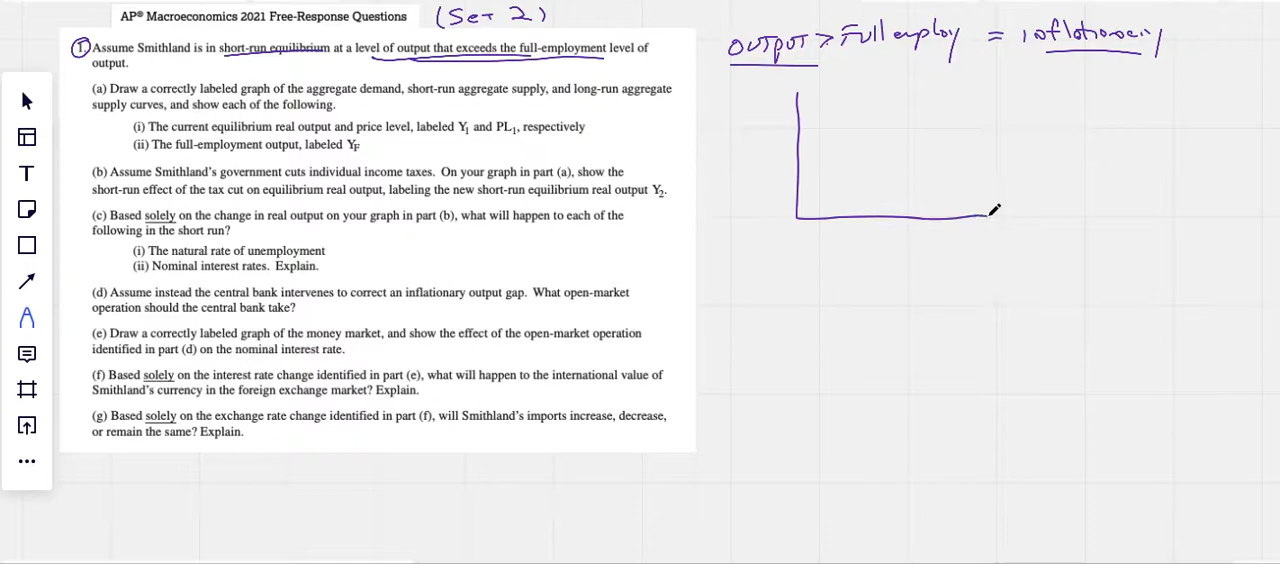 AP® Macroeconomics 2021 Free-Response Questions (Set 2)
1. Assume Smithland is in short-run equilibrium at a level of output that exceeds the full-employment level of
output.
(a) Draw a correctly labeled graph of the aggregate demand, short-run aggregate supply, and long-run aggregate
supply curves, and show each of the following.
(i) The current equilibrium real output and price level, labeled Y₁ and PL₁, respectively
(ii) The full-employment output, labeled YF
(b) Assume Smithland's government cuts individual income taxes. On your graph in part (a), show the
short-run effect of the tax cut on equilibrium real output, labeling the new short-run equilibrium real output Y₂.
(c) Based solely on the change in real output on your graph in part (b), what will happen to each of the
following in the short run?
(i) The natural rate of unemployment
(ii) Nominal interest rates. Explain.
(d) Assume instead the central bank intervenes to correct an inflationary output gap. What open-market
operation should the central bank take?
(e) Draw a correctly labeled graph of the money market, and show the effect of the open-market operation
identified in part (d) on the nominal interest rate.
(f) Based solely on the interest rate change identified in part (e), what will happen to the international value of
Smithland's currency in the foreign exchange market? Explain.
(g) Based solely on the exchange rate change identified in part (f), will Smithland's imports increase, decrease,
or remain the same? Explain.
OUTPUT > Full employ = inflationary